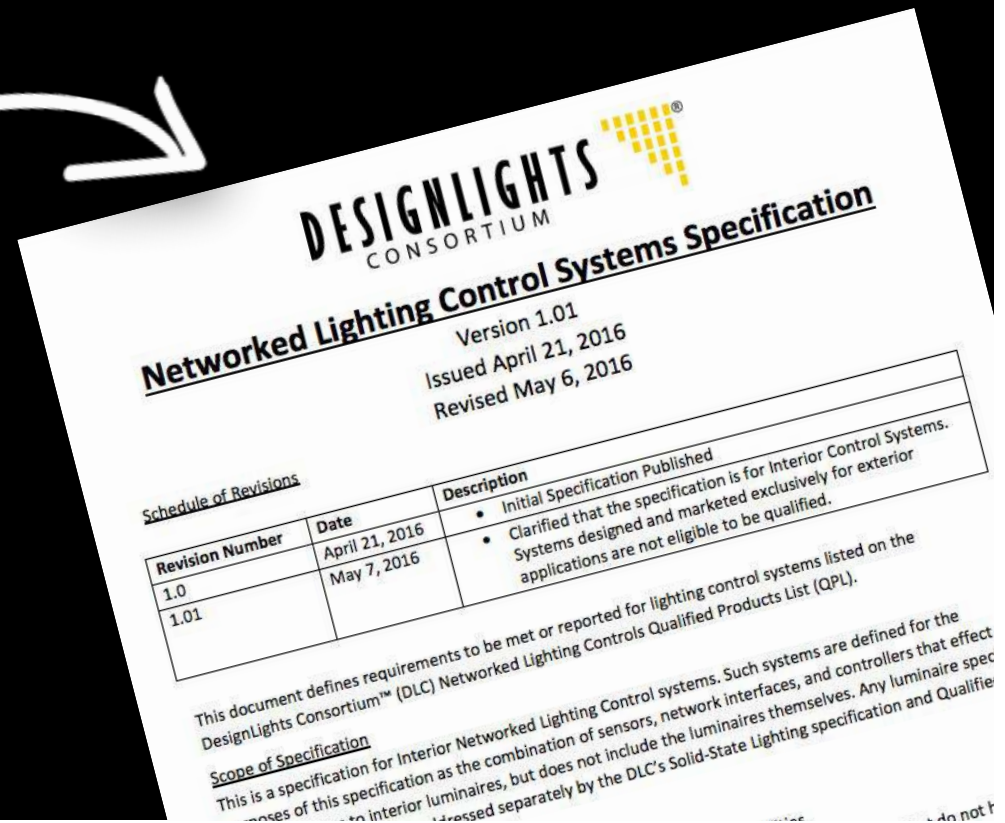 DESIGNLIGHTS ®
CONSORTIUM
Networked Lighting Control Systems Specification
Version 1.01
Issued April 21, 2016
Revised May 6, 2016
Schedule of Revisions
Revision Number Date Description
1.0 April 21, 2016 • Initial Specification Published
1.01 May 7, 2016 • Clarified that the specification is for Interior Control Systems.
Systems designed and marketed exclusively for exterior
applications are not eligible to be qualified.
This document defines requirements to be met or reported for lighting control systems listed on the
DesignLights Consortium™ (DLC) Networked Lighting Controls Qualified Products List (QPL).
Scope of Specification
This is a specification for Interior Networked Lighting Control systems. Such systems are defined for the
of this specification as the combination of sensors, network interfaces, and controllers that effect
to interior luminaires, but does not include the luminaires themselves. Any luminaire
separately by the DLC's Solid-State Lighting specification and
do not